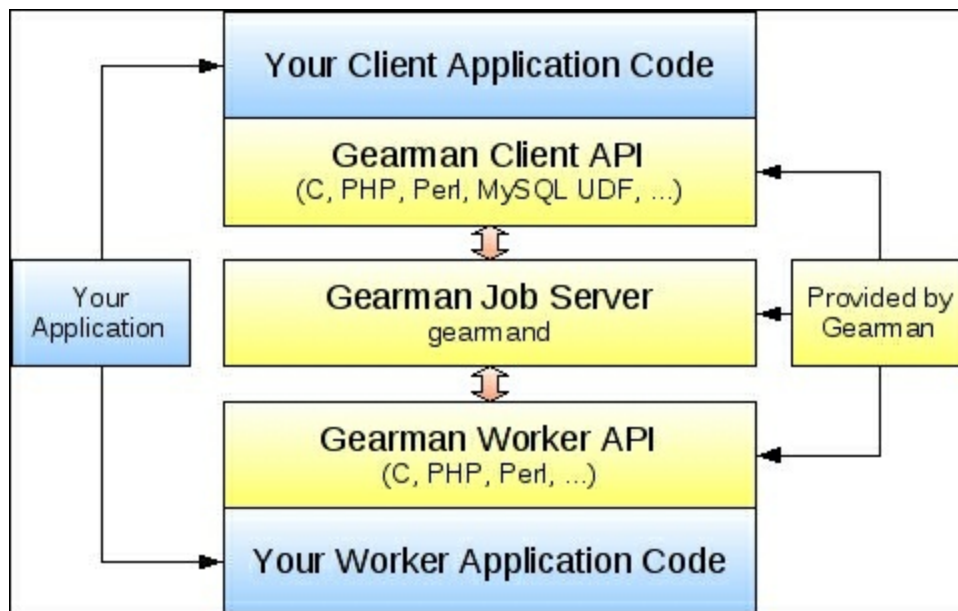 Your Client Application Code
Gearman Client API
(C, PHP, Perl, MySQL UDF, ...)
Your
Application
Gearman Job Server
gearmand
Provided by
Gearman
Gearman Worker API
(C, PHP, Perl, ...)
Your Worker Application Code